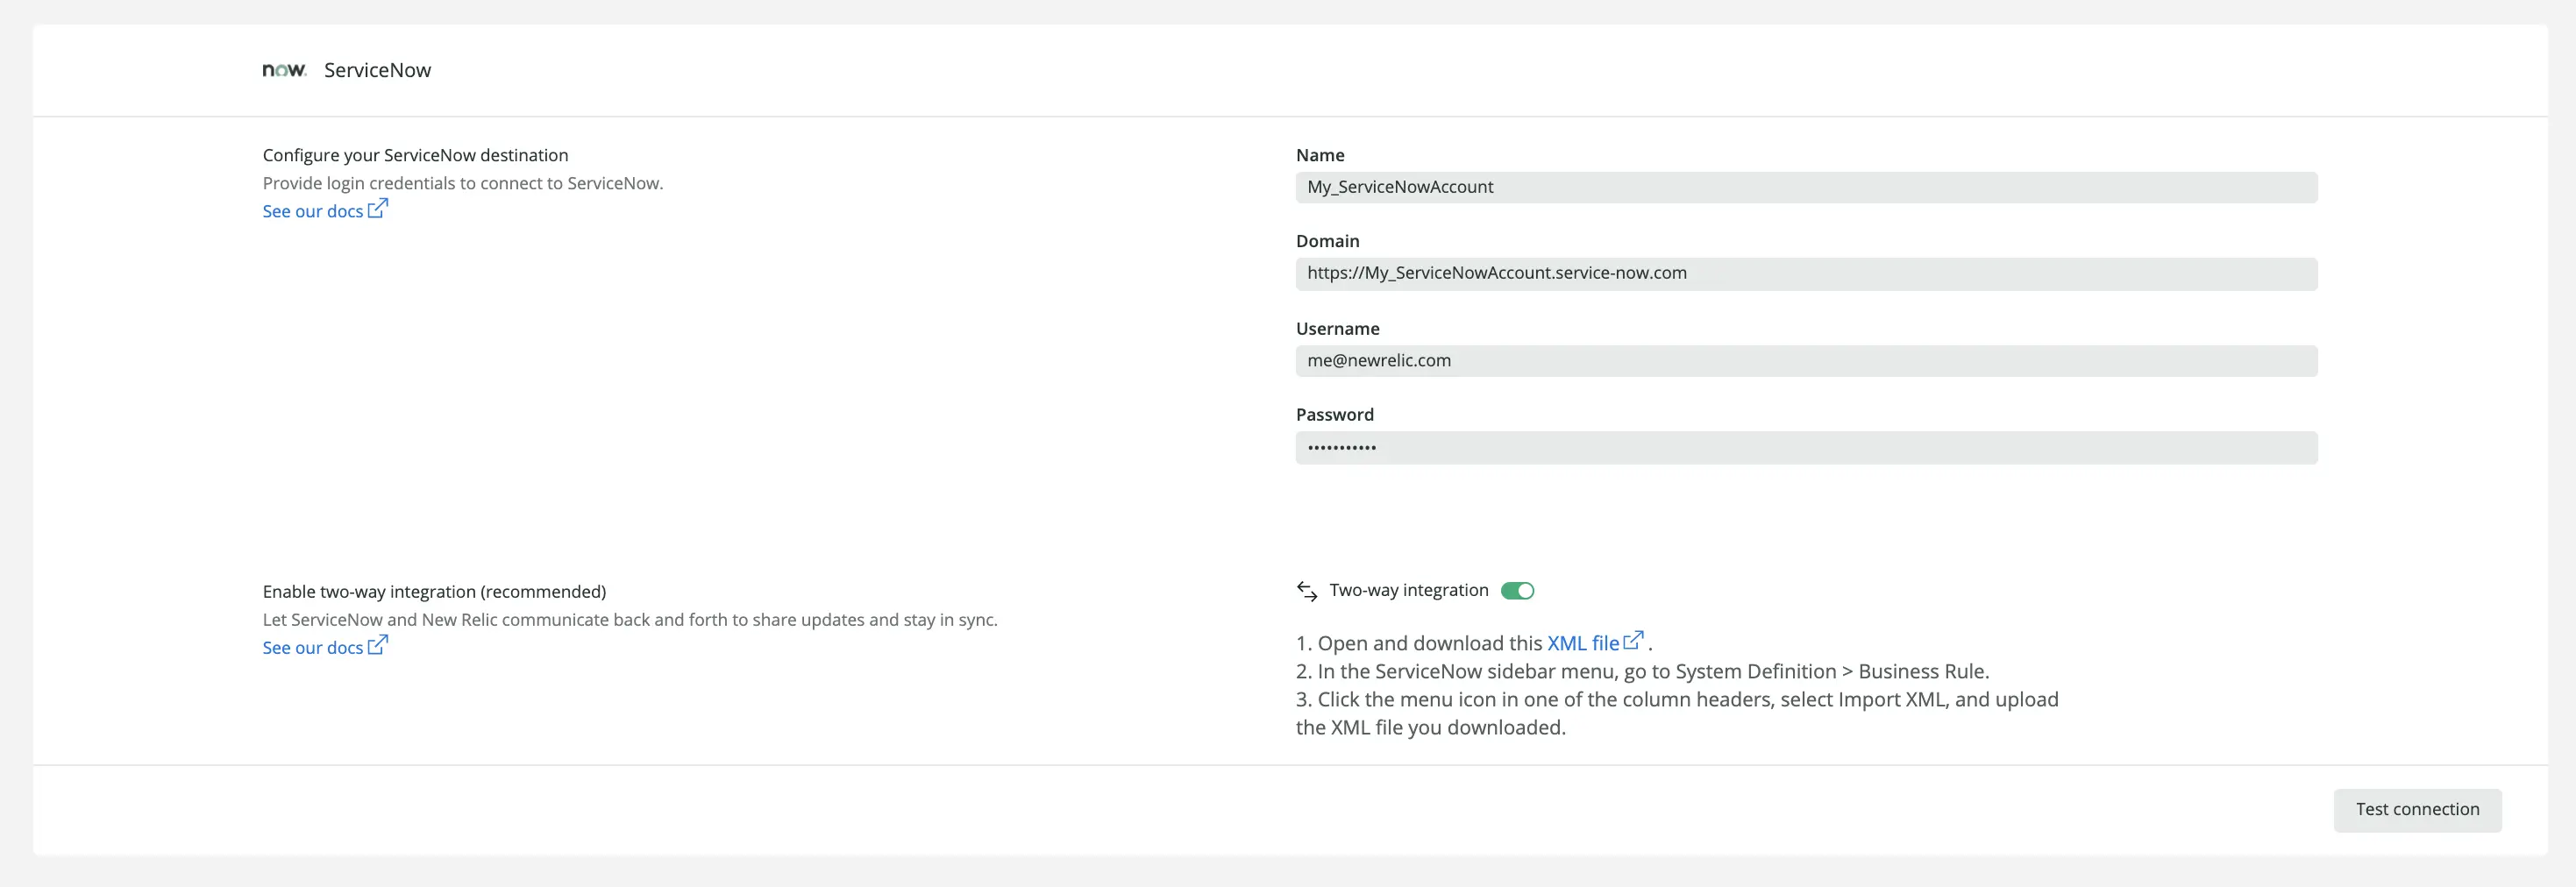 now. ServiceNow
Configure your ServiceNow destination
Provide login credentials to connect to ServiceNow.
See our docs
Name
My_ServiceNowAccount
Domain
https://My_ServiceNowAccount.service-now.com
Username
me@newrelic.com
Password
•••••••••••
Enable two-way integration (recommended)
Let ServiceNow and New Relic communicate back and forth to share updates and stay in sync.
See our docs
Two-way integration
1. Open and download this XML file .
2. In the ServiceNow sidebar menu, go to System Definition > Business Rule.
3. Click the menu icon in one of the column headers, select Import XML, and upload
the XML file you downloaded.
Test connection